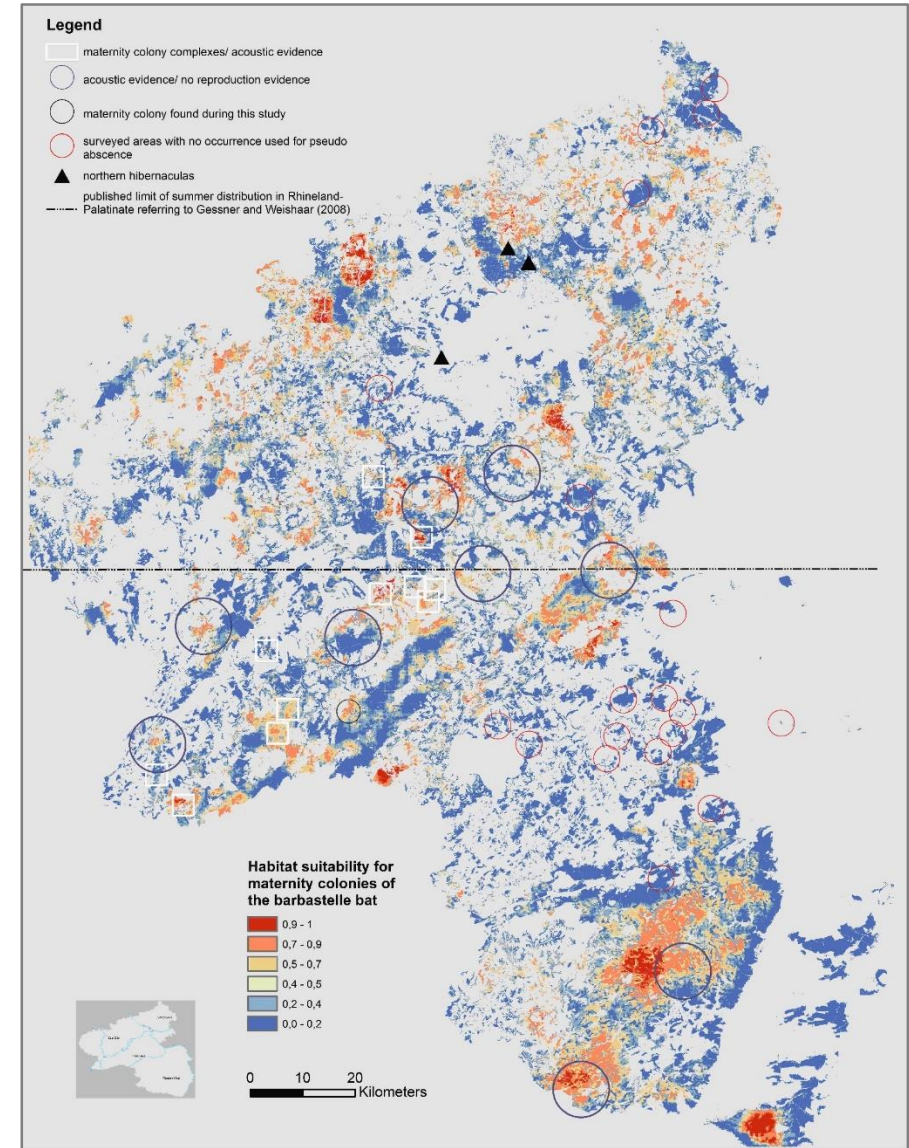 Legend
maternity colony complexes/ acoustic evidence
acoustic evidence/ no reproduction evidence
maternity colony found during this study
surveyed areas with no occurrence used for pseudo
abscence
northern hibernaculas
published limit of summer distribution in Rhineland-
Palatinate referring to Gessner and Weishaar (2008)
Habitat suitability for
maternity colonies of
the barbastelle bat
0,9 - 1
0,7 - 0,9
0,5 - 0,7
0,4 - 0,5
0,2 - 0,4
0,0 - 0,2
0 10 20
Kilometers